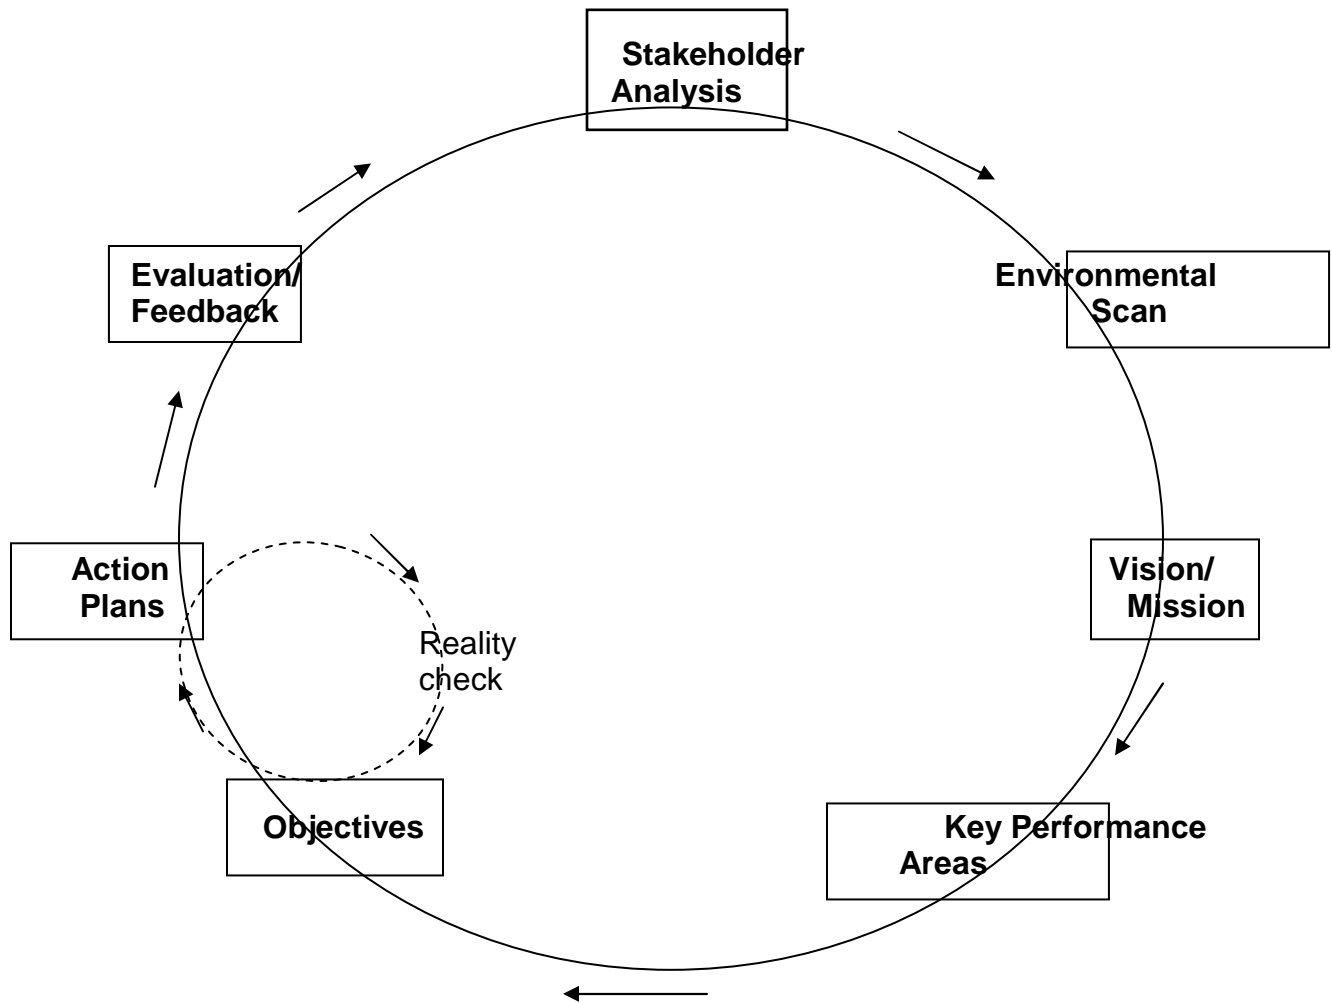 Stakeholder
Analysis
Evaluation/
Feedback
Environmental
Scan
Action
Plans
Vision/
Mission
Reality
check
Objectives
Key Performance
Areas